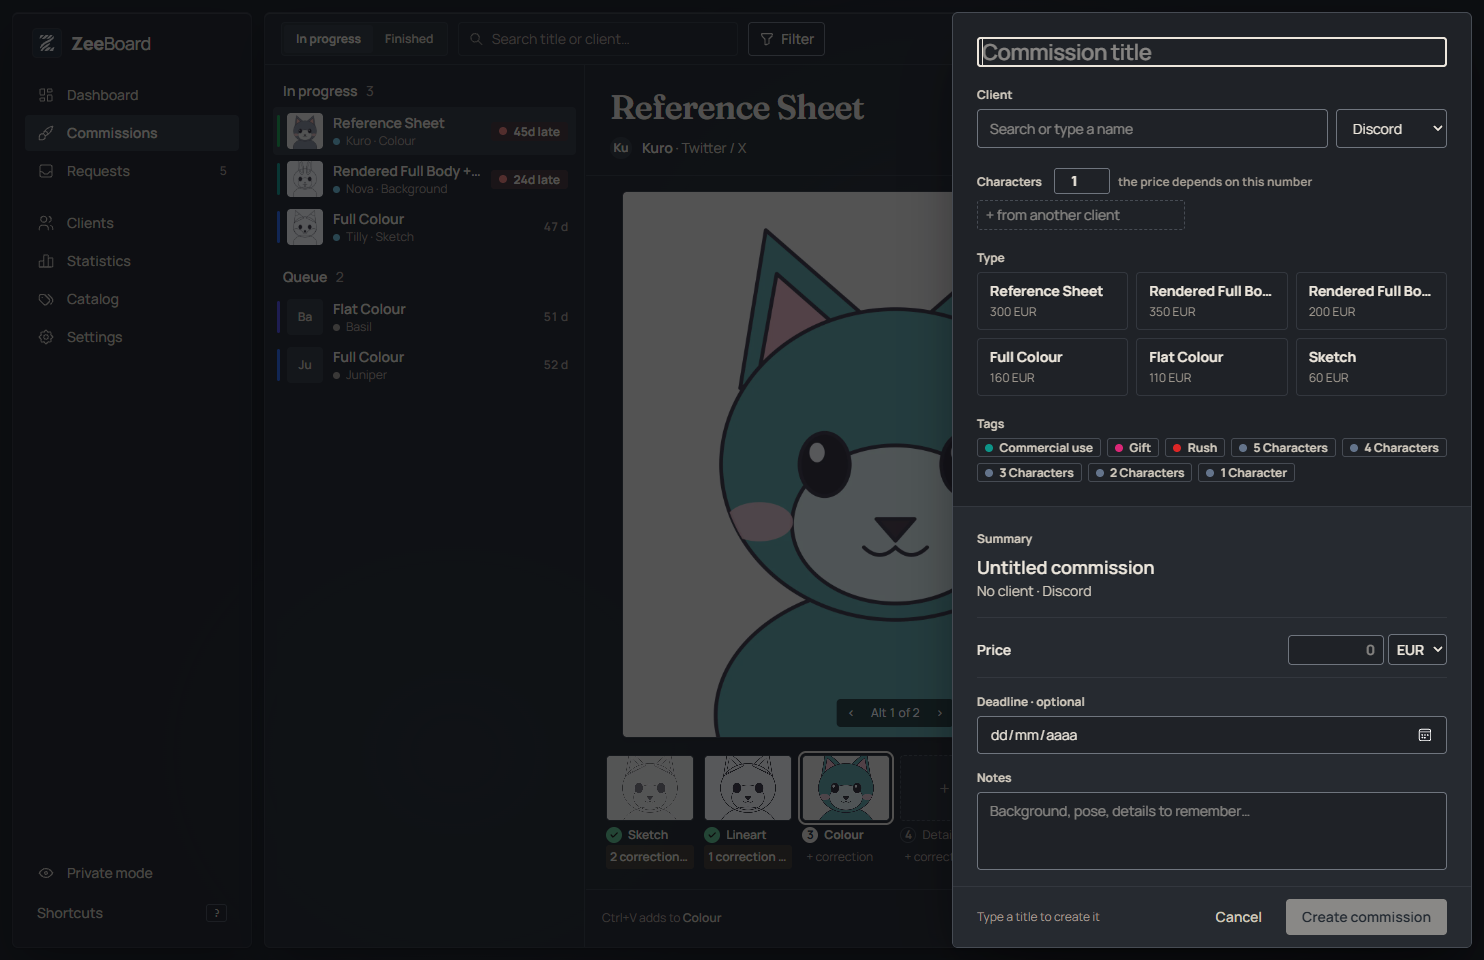 ZeeBoard
Dashboard
Commissions
Requests 5
Clients
Statistics
Catalog
Settings
Private mode
Shortcuts ?
In progress Finished
Search title or client...
Filter
In progress 3
Reference Sheet
Kuro · Colour
45d late
Rendered Full Body +...
Nova · Background
24d late
Full Colour
Tilly · Sketch
47 d
Queue 2
Ba
Flat Colour
Basil
51 d
Ju
Full Colour
Juniper
52 d
Reference Sheet
Ku Kuro · Twitter / X
‹ Alt 1 of 2 ›
Sketch
2 correction...
Lineart
1 correction ...
3 Colour
+ correction
+
4
Ctrl+V adds to Colour
Commission title
Client
Search or type a name
Discord
Characters 1 the price depends on this number
+ from another client
Type
Reference Sheet
300 EUR
Rendered Full Bo...
350 EUR
Rendered Full Bo...
200 EUR
Full Colour
160 EUR
Flat Colour
110 EUR
Sketch
60 EUR
Tags
Commercial use Gift Rush 5 Characters 4 Characters
3 Characters 2 Characters 1 Character
Summary
Untitled commission
No client · Discord
Price 0 EUR
Deadline · optional
dd/mm/aaaa
Notes
Background, pose, details to remember...
Type a title to create it
Cancel
Create commission